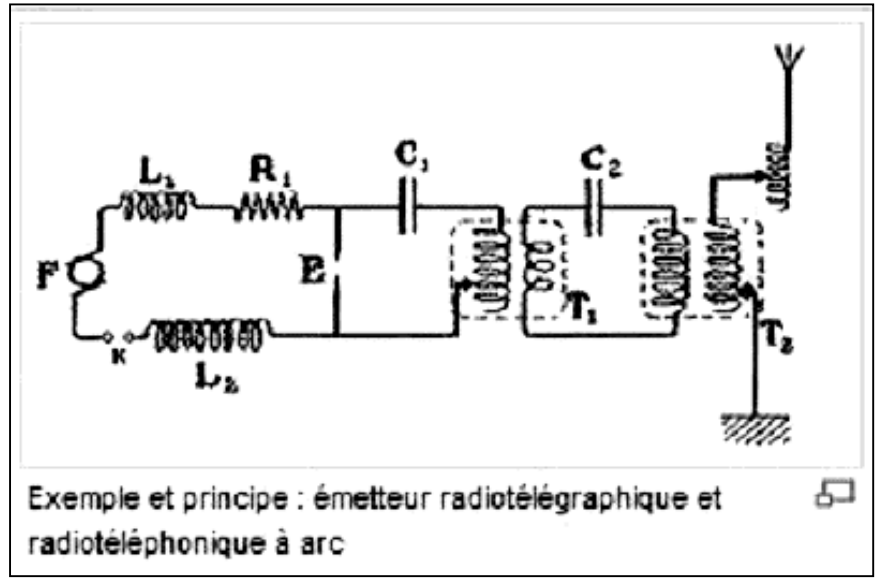 C₁
C₂
L₁ R₁
F E
T₁
K
T₂
L₂
Exemple et principe : émetteur radiotélégraphique et
radiotéléphonique à arc